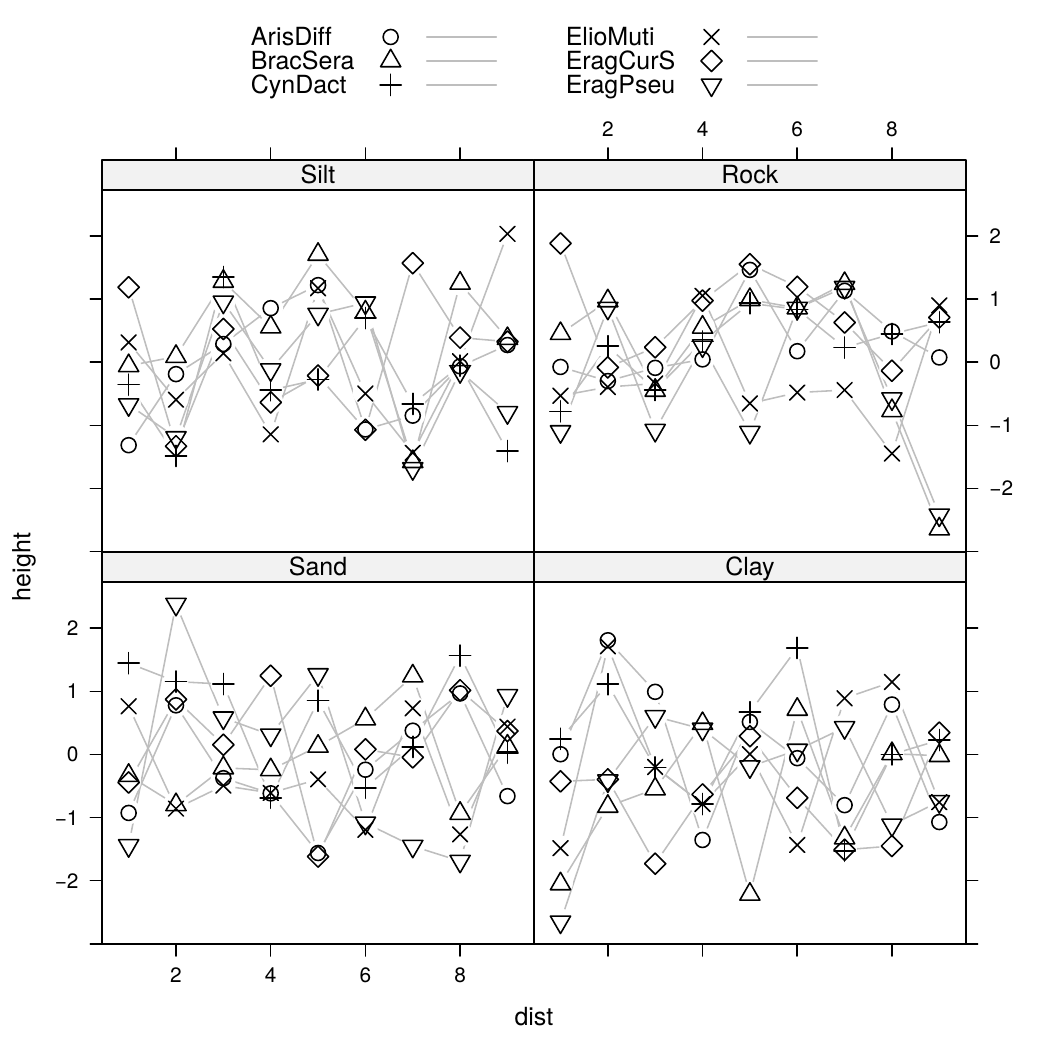 ArisDiff ElioMuti
BracSera EragCurS
CynDact EragPseu
2 4 6 8
Silt Rock
2
1
0
−1
−2
Sand Clay
2
1
0
−1
−2
2 4 6 8
height
dist